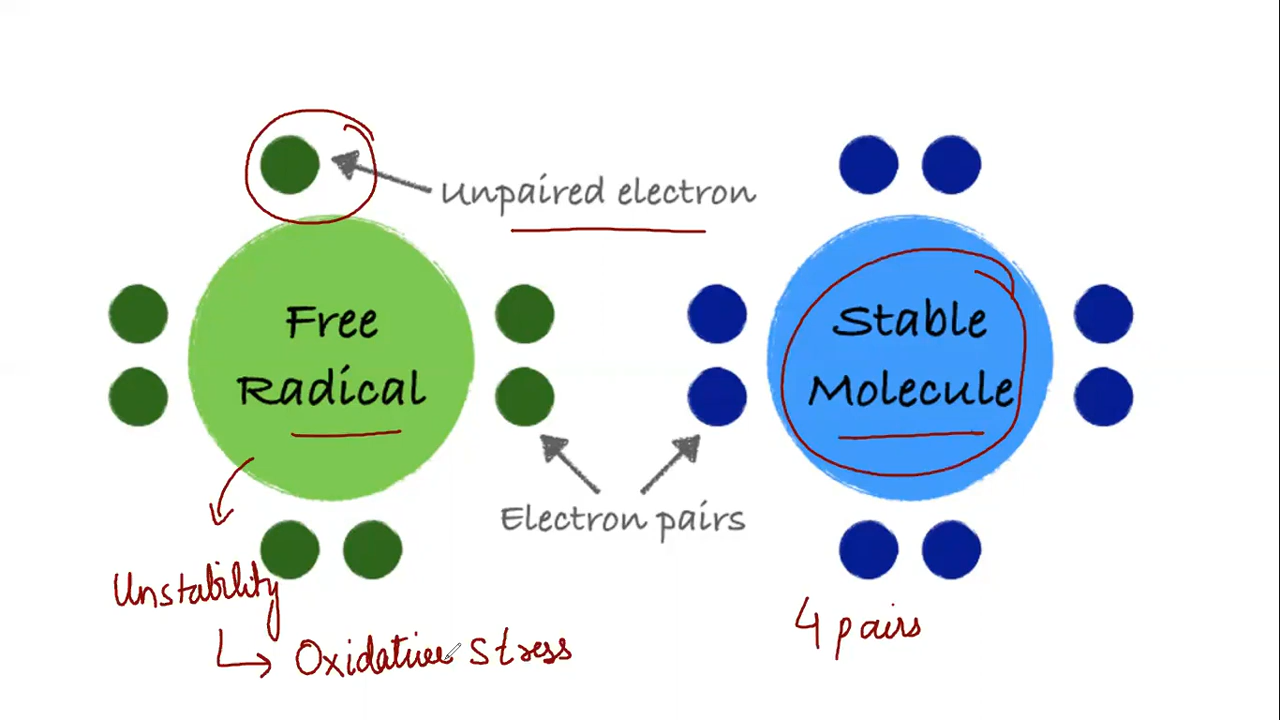 Unpaired electron
Free
Radical
Stable
Molecule
Electron pairs
Unstability
Oxidative stress
4 pairs